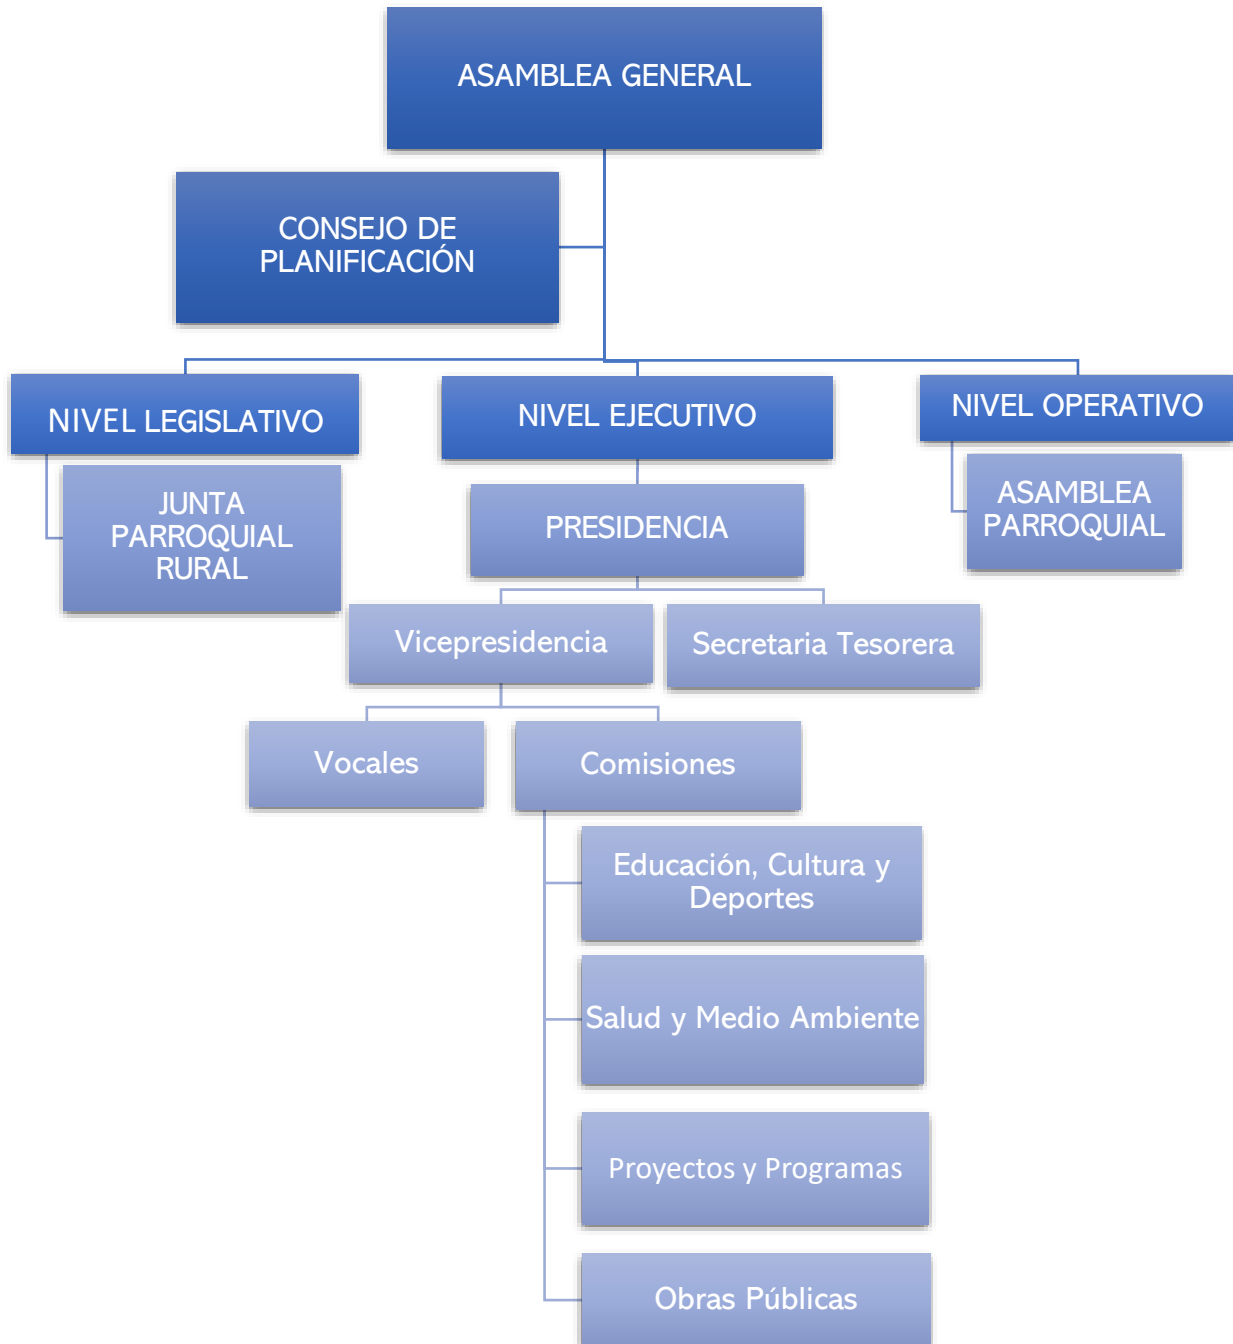 ASAMBLEA GENERAL
CONSEJO DE
PLANIFICACIÓN
NIVEL LEGISLATIVO
NIVEL EJECUTIVO
NIVEL OPERATIVO
JUNTA
PARROQUIAL
RURAL
PRESIDENCIA
ASAMBLEA
PARROQUIAL
Vicepresidencia
Secretaria Tesorera
Vocales
Comisiones
Educación, Cultura y
Deportes
Salud y Medio Ambiente
Proyectos y Programas
Obras Públicas